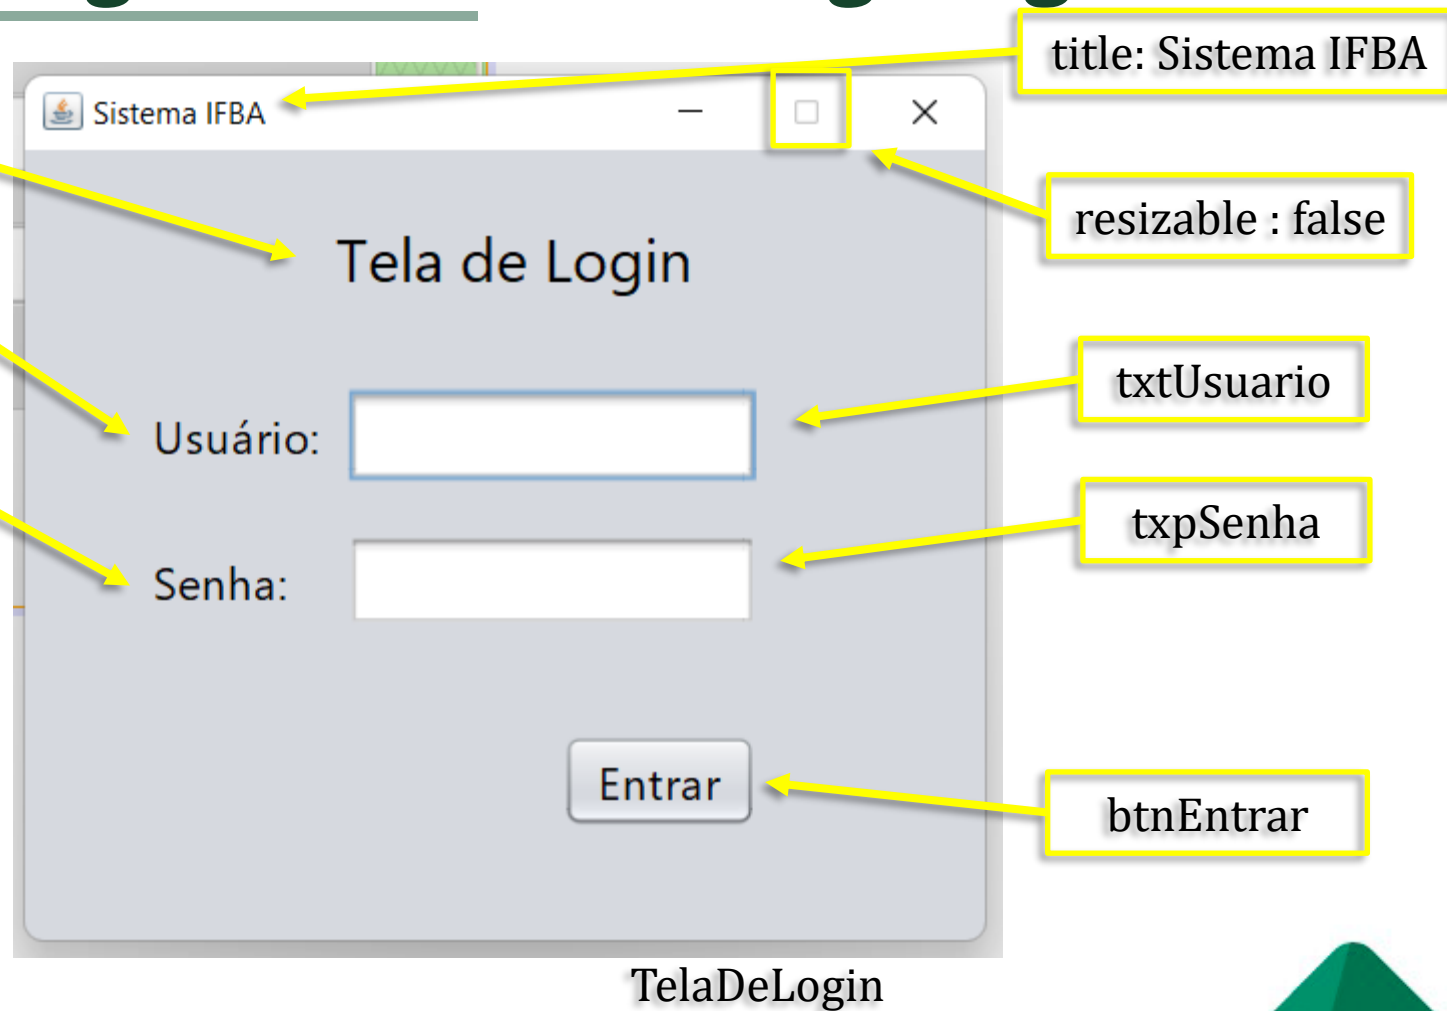 title: Sistema IFBA
Sistema IFBA
resizable : false
Tela de Login
txtUsuario
Usuário:
txpSenha
Senha:
Entrar
btnEntrar
TelaDeLogin